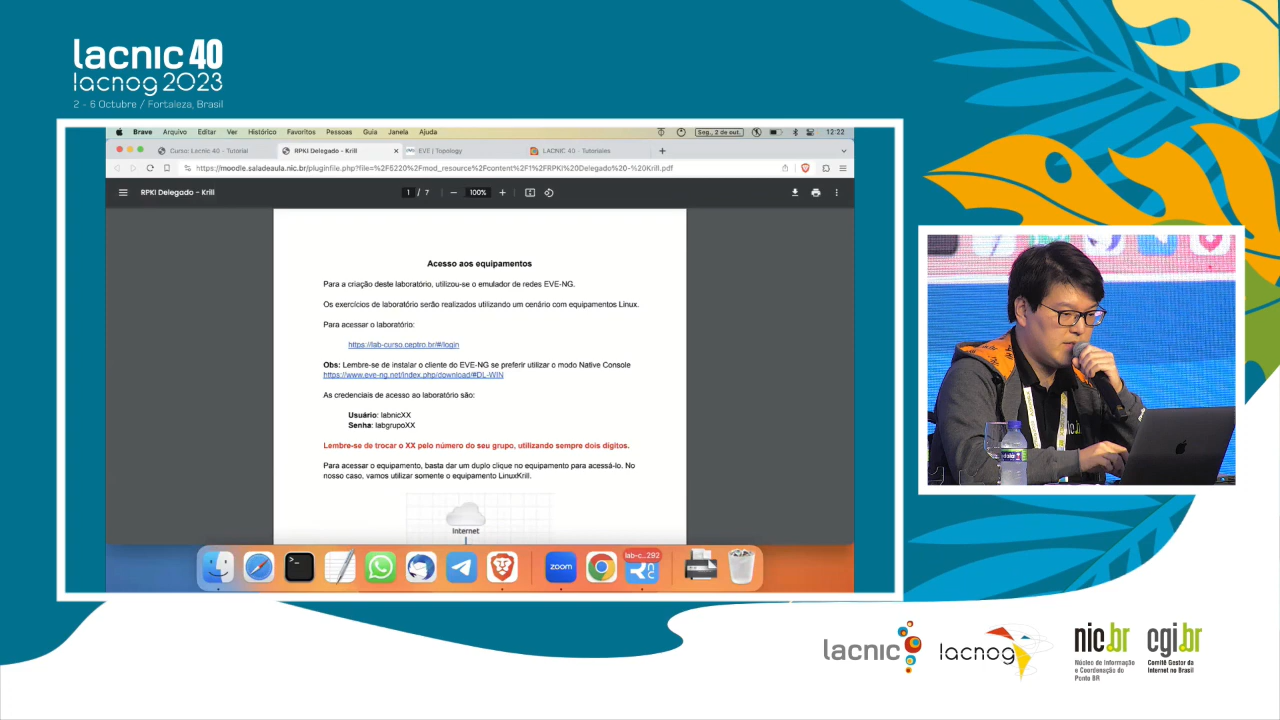 lacnic 40
lacnog 2023
2 - 6 Octubre / Fortaleza, Brasil
Brave Arquivo Editar Ver Histórico Favoritos Pessoas Guia Janela Ajuda
Seg., 2 de out. 12:22
Curso: Lacnic 40 - Tutorial
RPKI Delegado - Krill
EVE | Topology
LACNIC 40 - Tutoriales
https://moodle.saladeaula.nic.br/pluginfile.php?file=%2F5220%2Fmod_resource%2Fcontent%2F1%2FRPKI%20Delegado%20-%20Krill.pdf
RPKI Delegado - Krill
1 / 7
100%
Acesso aos equipamentos
Para a criação deste laboratório, utilizou-se o emulador de redes EVE-NG.
Os exercícios de laboratório serão realizados utilizando um cenário com equipamentos Linux.
Para acessar o laboratório:
https://lab-curso.ceptro.br/#/login
Obs: Lembre-se de instalar o cliente do EVE-NG se preferir utilizar o modo Native Console
https://www.eve-ng.net/index.php/download/#DL-WIN
As credenciais de acesso ao laboratório são:
Usuário: labnicXX
Senha: labgrupoXX
Lembre-se de trocar o XX pelo número do seu grupo, utilizando sempre dois dígitos.
Para acessar o equipamento, basta dar um duplo clique no equipamento para acessá-lo. No
nosso caso, vamos utilizar somente o equipamento LinuxKrill.
Internet
zoom
lab-c...292
lacnic
lacnog
nic.br
Núcleo de Informação
e Coordenação do
Ponto BR
cgi.br
Comitê Gestor da
Internet no Brasil